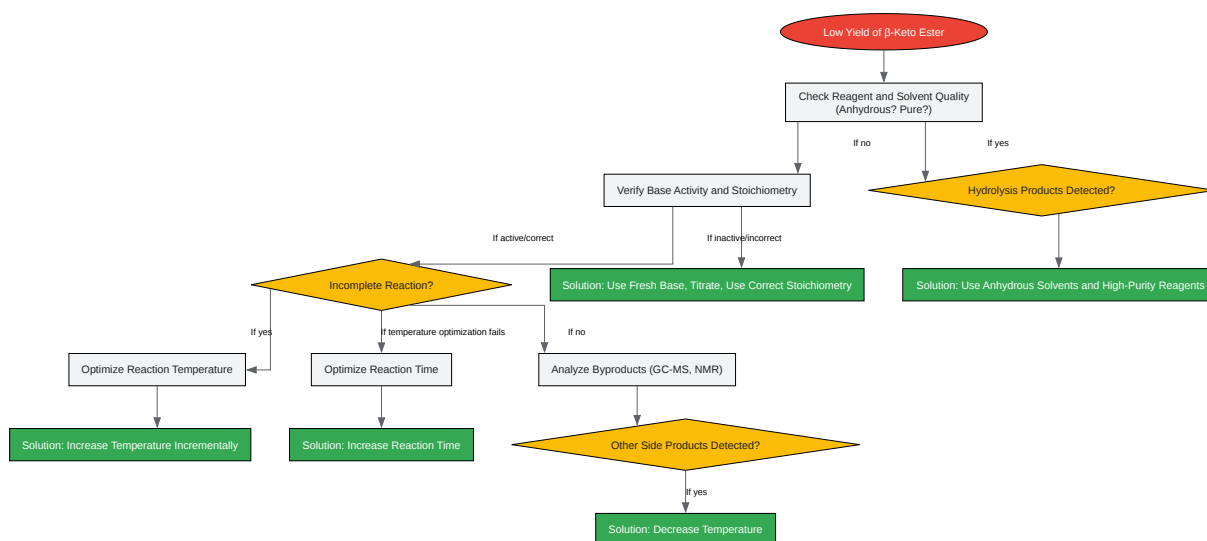 Low Yield of β-Keto Ester
Check Reagent and Solvent Quality
(Anhydrous? Pure?)
If no
If yes
Verify Base Activity and Stoichiometry
Hydrolysis Products Detected?
If active/correct
If inactive/incorrect
Incomplete Reaction?
Solution: Use Fresh Base, Titrate, Use Correct Stoichiometry
Solution: Use Anhydrous Solvents and High-Purity Reagents
If yes
If temperature optimization fails
If no
Optimize Reaction Temperature
Optimize Reaction Time
Analyze Byproducts (GC-MS, NMR)
Solution: Increase Temperature Incrementally
Solution: Increase Reaction Time
Other Side Products Detected?
If yes
Solution: Decrease Temperature